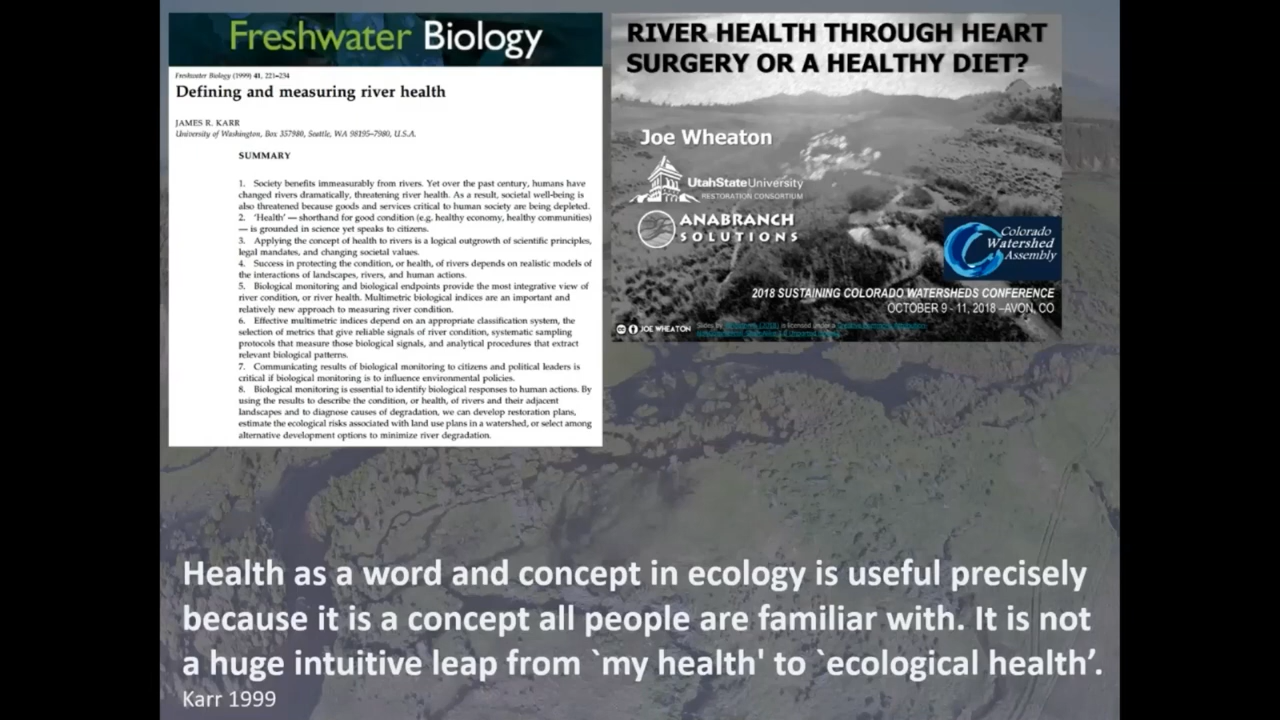 Freshwater Biology
Freshwater Biology (1999) 41, 221–234
Defining and measuring river health
JAMES R. KARR
University of Washington, Box 357980, Seattle, WA 98195–7980, U.S.A.
SUMMARY
1. Society benefits immeasurably from rivers. Yet over the past century, humans have
changed rivers dramatically, threatening river health. As a result, societal well-being is
also threatened because goods and services critical to human society are being depleted.
2. ‘Health’ — shorthand for good condition (e.g. healthy economy, healthy communities)
— is grounded in science yet speaks to citizens.
3. Applying the concept of health to rivers is a logical outgrowth of scientific principles,
legal mandates, and changing societal values.
4. Success in protecting the condition, or health, of rivers depends on realistic models of
the interactions of landscapes, rivers, and human actions.
5. Biological monitoring and biological endpoints provide the most integrative view of
river condition, or river health. Multimetric biological indices are an important and
relatively new approach to measuring river condition.
6. Effective multimetric indices depend on an appropriate classification system, the
selection of metrics that give reliable signals of river condition, systematic sampling
protocols that measure those biological signals, and analytical procedures that extract
relevant biological patterns.
7. Communicating results of biological monitoring to citizens and political leaders is
critical if biological monitoring is to influence environmental policies.
8. Biological monitoring is essential to identify biological responses to human actions. By
using the results to describe the condition, or health, of rivers and their adjacent
landscapes and to diagnose causes of degradation, we can develop restoration plans,
estimate the ecological risks associated with land use plans in a watershed, or select among
alternative development options to minimize river degradation.
RIVER HEALTH THROUGH HEART
SURGERY OR A HEALTHY DIET?
Joe Wheaton
UtahStateUniversity
RESTORATION CONSORTIUM
ANABRANCH
SOLUTIONS
Colorado
Watershed
Assembly
2018 SUSTAINING COLORADO WATERSHEDS CONFERENCE
OCTOBER 9 - 11, 2018 –AVON, CO
cc JOE WHEATON
Slides by is licensed under a
Health as a word and concept in ecology is useful precisely
because it is a concept all people are familiar with. It is not
a huge intuitive leap from `my health' to `ecological health’.
Karr 1999